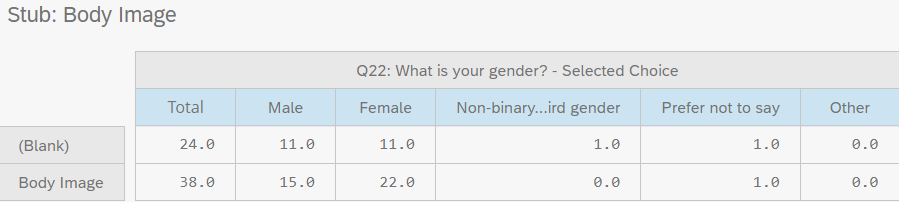 Stub: Body Image
Q22: What is your gender? - Selected Choice
Total Male Female Non-binary...ird gender Prefer not to say Other
(Blank) 24.0 11.0 11.0 1.0 1.0 0.0
Body Image 38.0 15.0 22.0 0.0 1.0 0.0